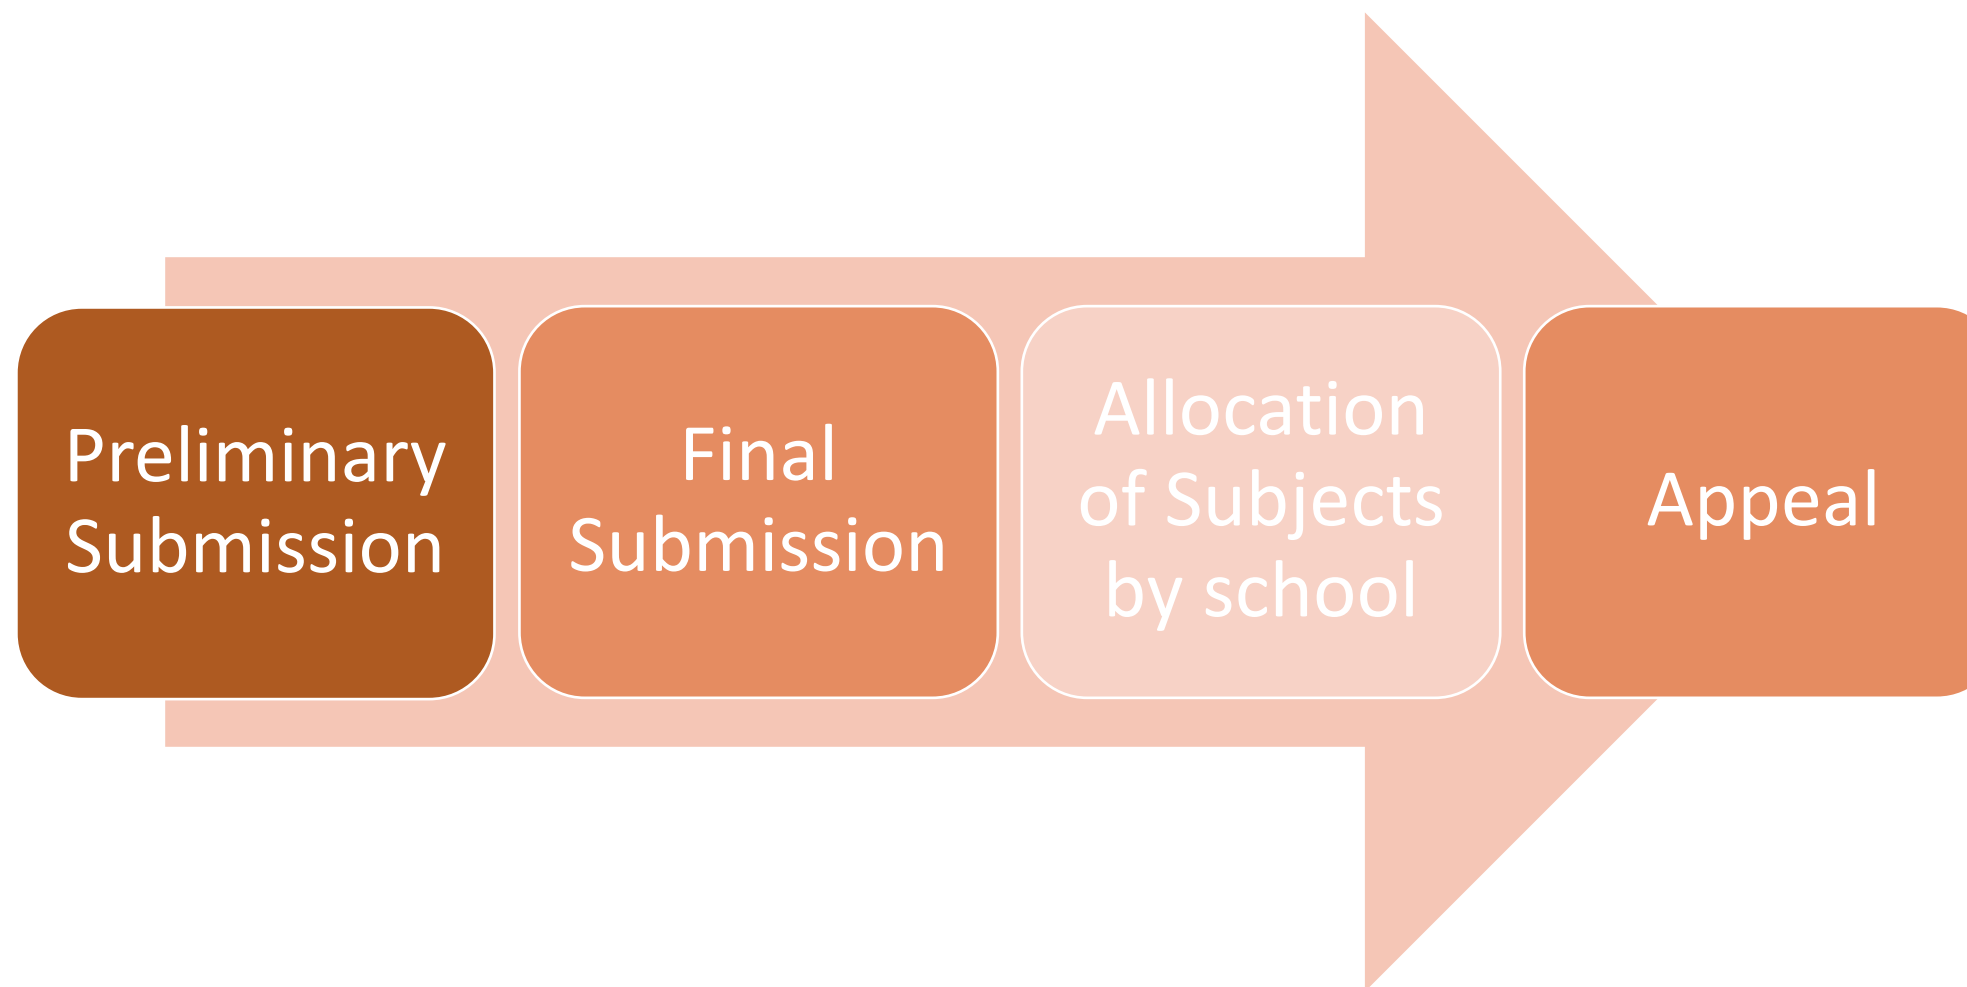 Preliminary
Submission
Final
Submission
Allocation
of Subjects
by school
Appeal